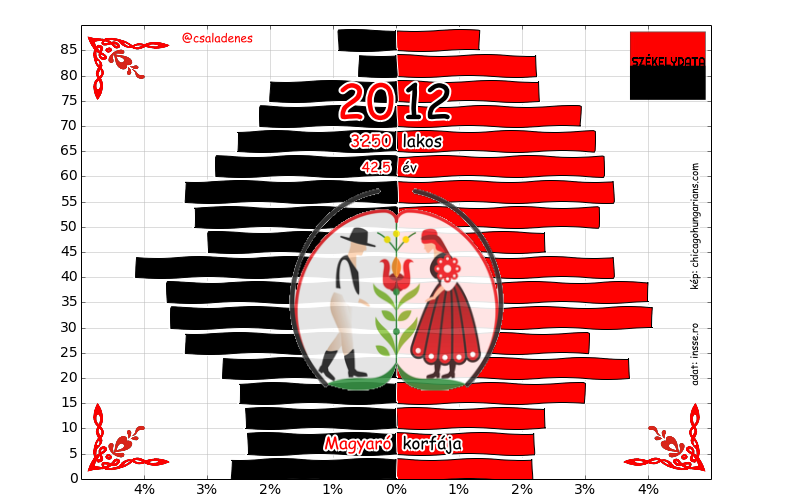 @csaladenes
SZÉKELYDATA
2012
3250 lakos
42,5 év
kép: chicagohungarians.com
adat: insse.ro
Magyaró korfája
85
80
75
70
65
60
55
50
45
40
35
30
25
20
15
10
5
0
4% 3% 2% 1% 0% 1% 2% 3% 4%